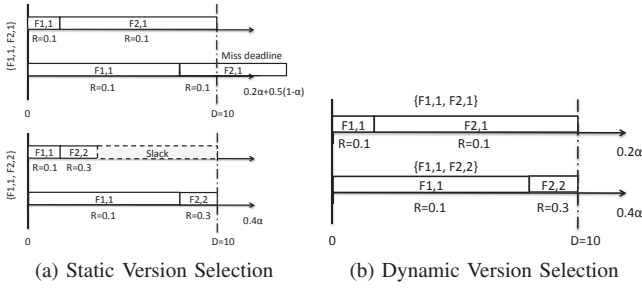 {F1,1, F2,1}
F1,1 F2,1
R=0.1 R=0.1
Miss deadline
F1,1 F2,1
R=0.1 R=0.1 0.2α+0.5(1-α)
0 D=10
{F1,1, F2,2}
F1,1 F2,2 Slack
R=0.1 R=0.3
F1,1 F2,2
R=0.1 R=0.3 0.4α
0 D=10
(a) Static Version Selection
{F1,1, F2,1}
F1,1 F2,1
R=0.1 R=0.1 0.2α
{F1,1, F2,2}
F1,1 F2,2
R=0.1 R=0.3 0.4α
0 D=10
(b) Dynamic Version Selection